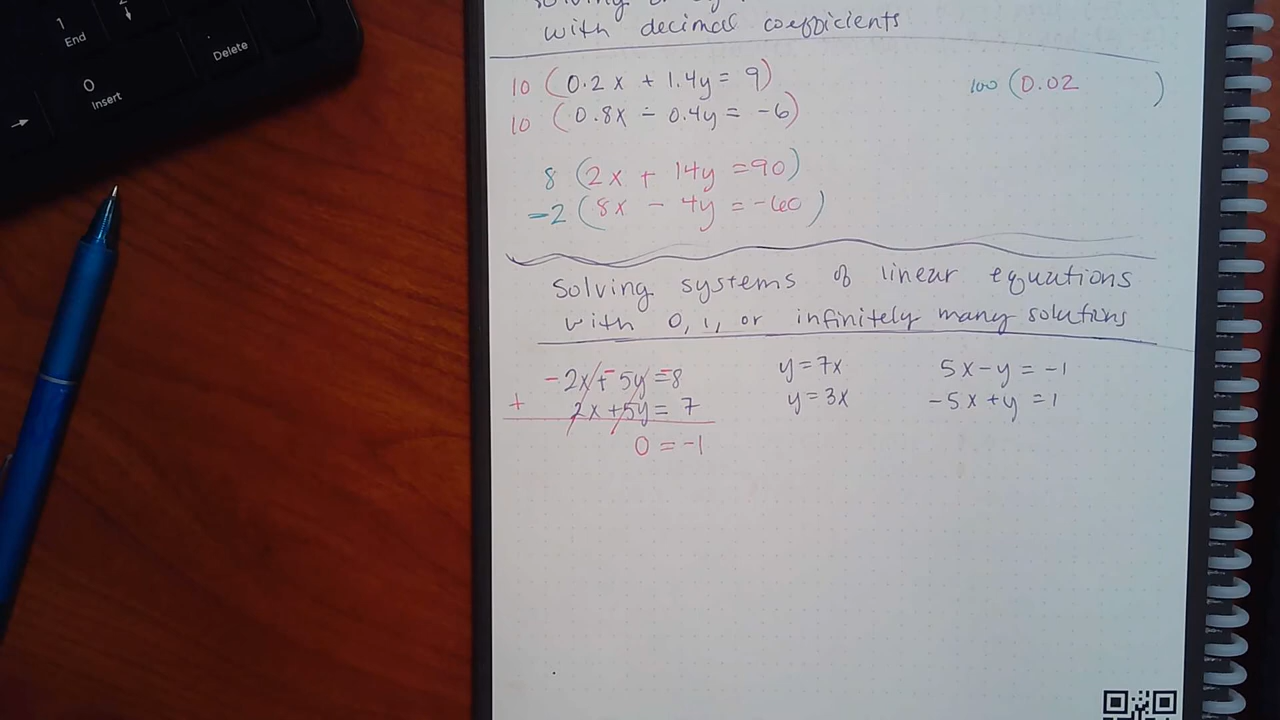 1
End
Delete
0
Insert
with decimal coefficients
10 (0.2x + 1.4y = 9)
10 (0.8x - 0.4y = -6)
100 (0.02 )
8 (2x + 14y = 90)
-2 (8x - 4y = -60)
Solving systems of linear equations
with 0, 1, or infinitely many solutions
-2x + - 5y = -8
+ 2x + 5y = 7
0 = -1
y = 7x
y = 3x
5x - y = -1
-5x + y = 1